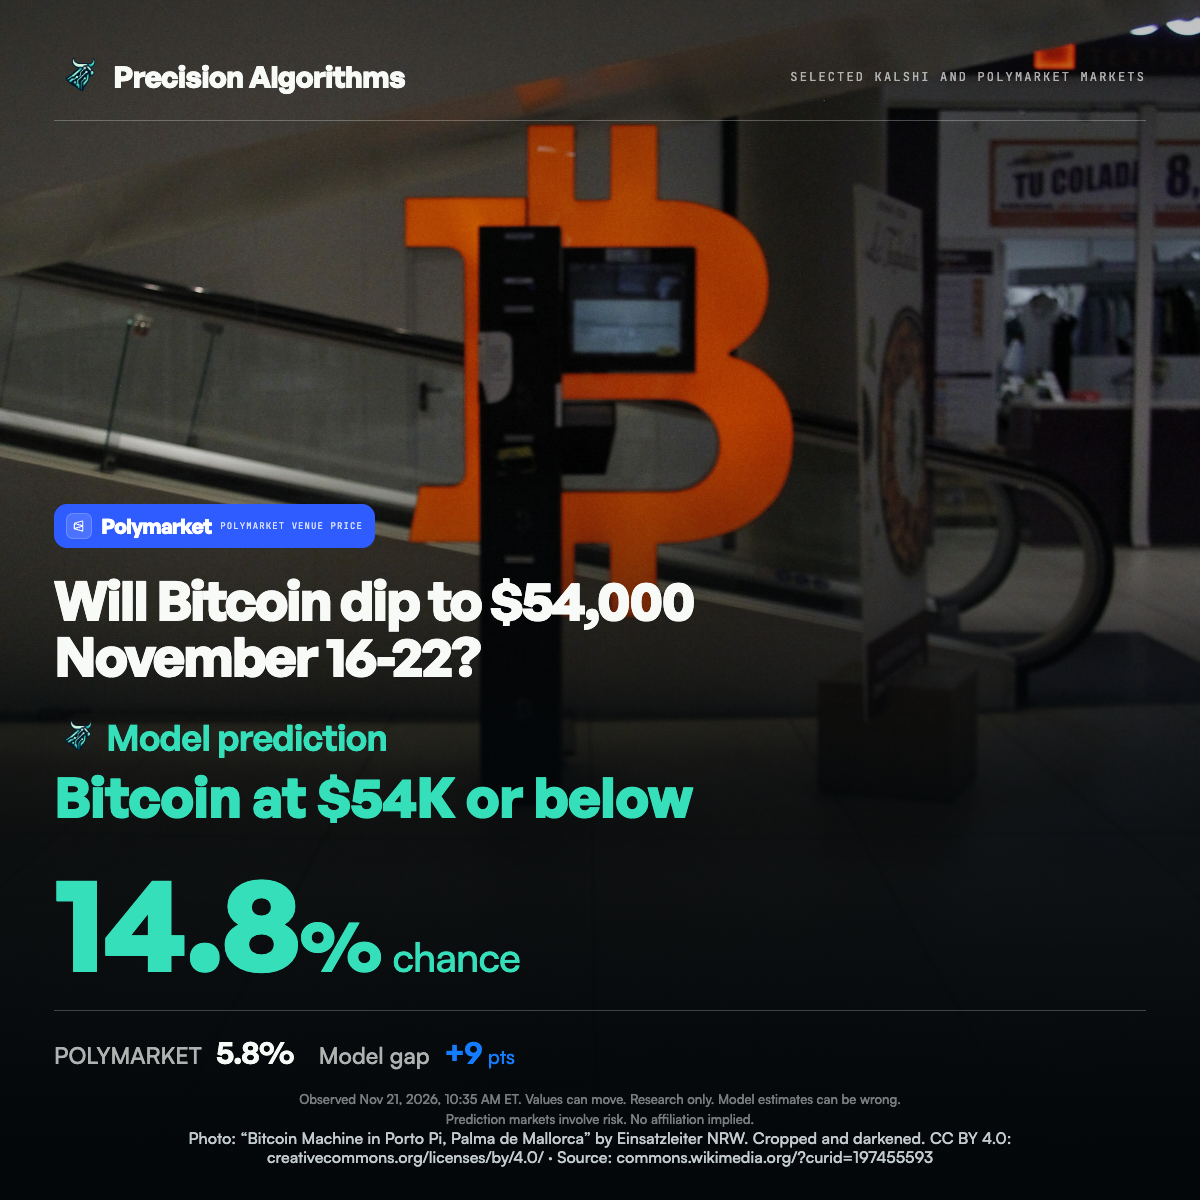 Precision Algorithms
SELECTED KALSHI AND POLYMARKET MARKETS
TU COLADA
8,
Polymarket POLYMARKET VENUE PRICE
Will Bitcoin dip to $54,000
November 16-22?
Model prediction
Bitcoin at $54K or below
14.8% chance
POLYMARKET 5.8% Model gap +9 pts
Observed Nov 21, 2026, 10:35 AM ET. Values can move. Research only. Model estimates can be wrong.
Prediction markets involve risk. No affiliation implied.
Photo: “Bitcoin Machine in Porto Pi, Palma de Mallorca” by Einsatzleiter NRW. Cropped and darkened. CC BY 4.0:
creativecommons.org/licenses/by/4.0/ · Source: commons.wikimedia.org/?curid=197455593